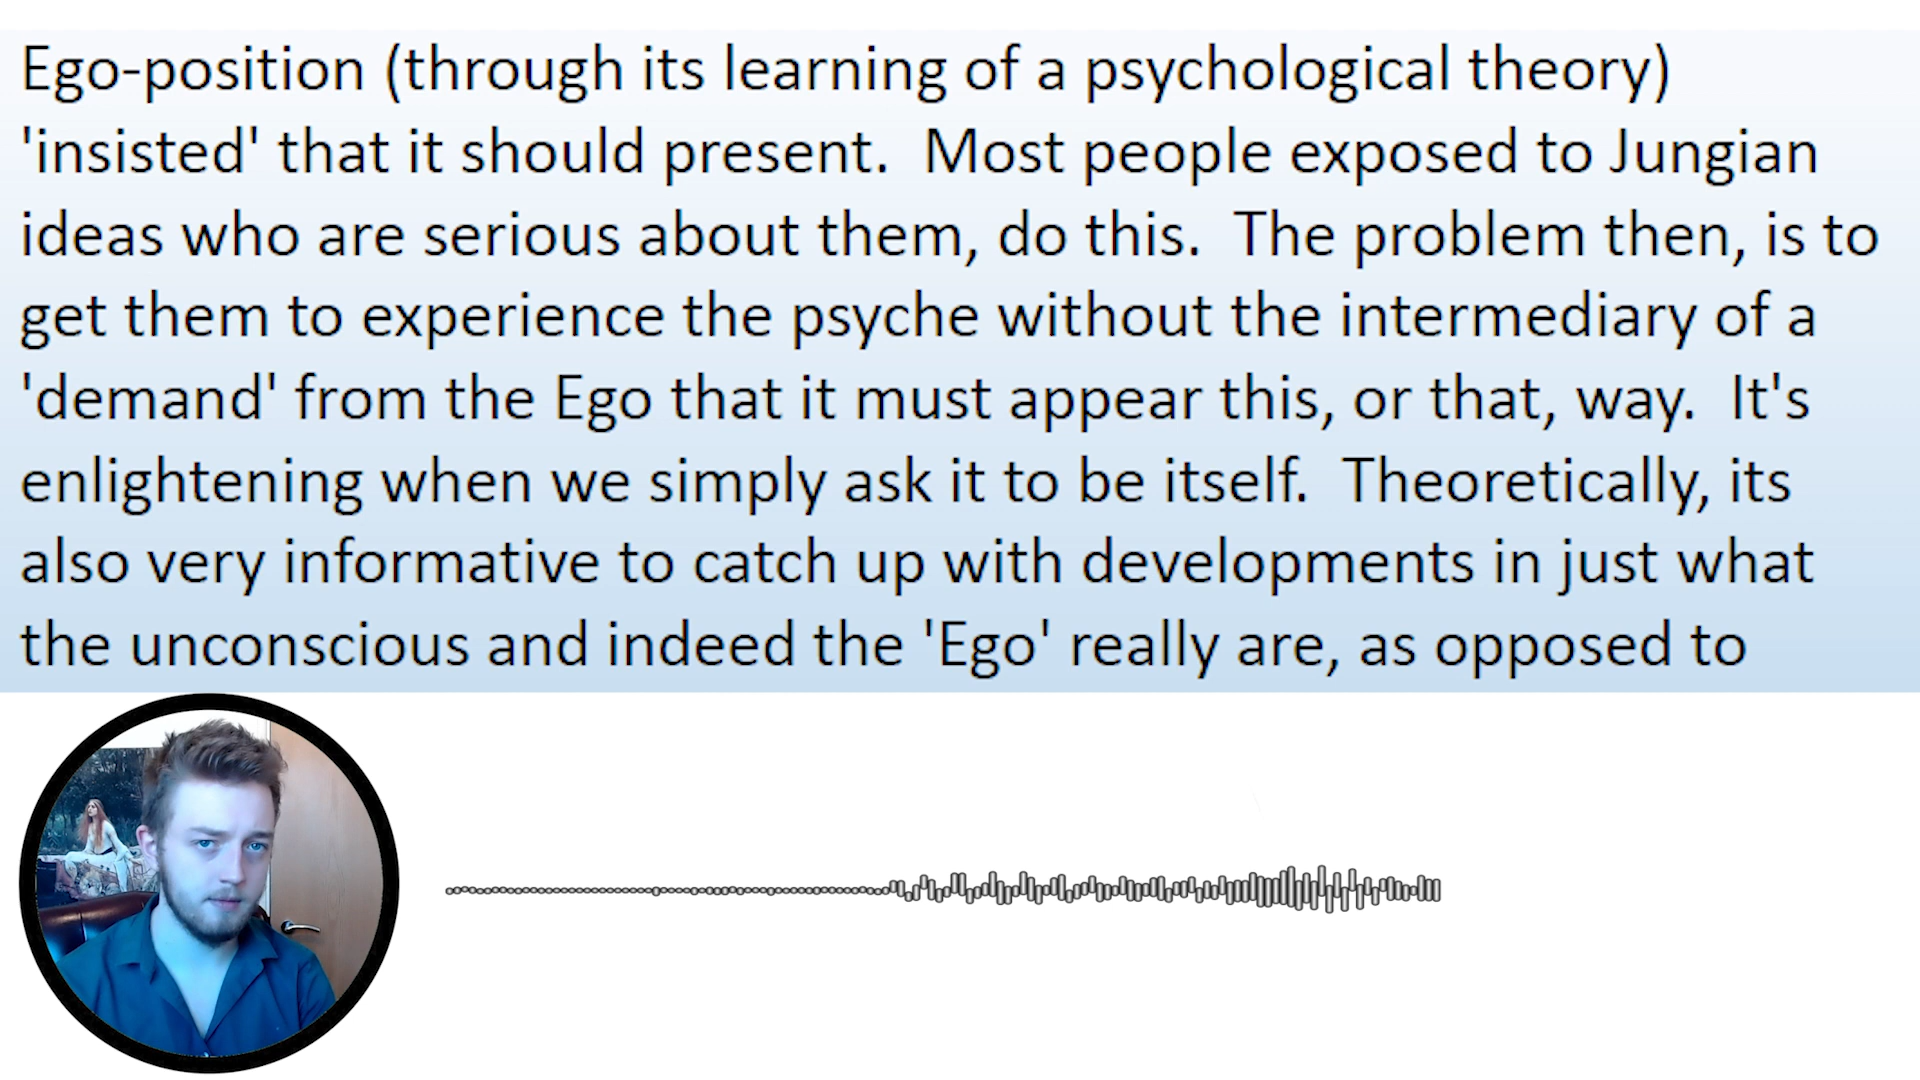 Ego-position (through its learning of a psychological theory)
'insisted' that it should present.  Most people exposed to Jungian
ideas who are serious about them, do this.  The problem then, is to
get them to experience the psyche without the intermediary of a
'demand' from the Ego that it must appear this, or that, way.  It's
enlightening when we simply ask it to be itself.  Theoretically, its
also very informative to catch up with developments in just what
the unconscious and indeed the 'Ego' really are, as opposed to